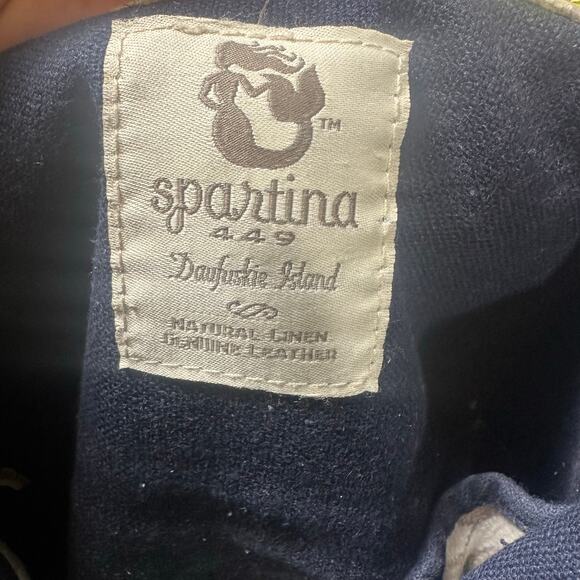 TM
spartina
449
Daufuskie Island
NATURAL LINEN
GENUINE LEATHER